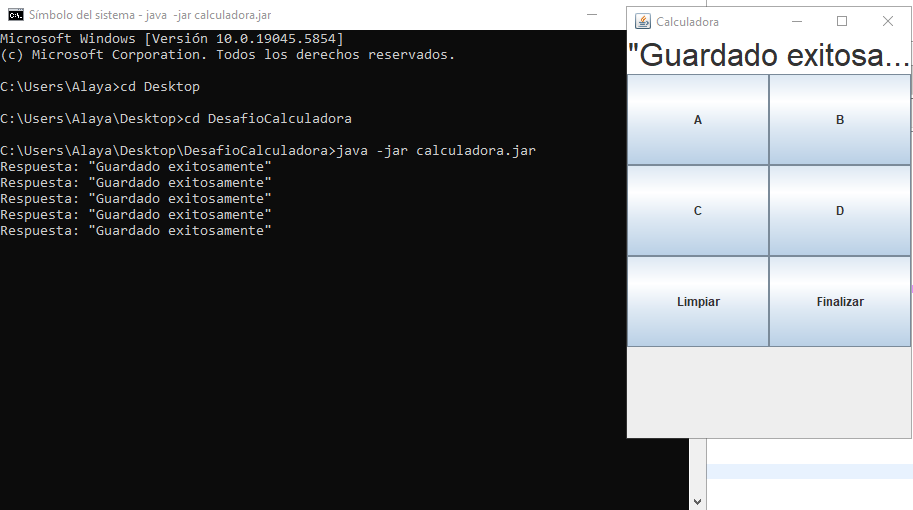 Símbolo del sistema - java -jar calculadora.jar
Microsoft Windows [Versión 10.0.19045.5854]
(c) Microsoft Corporation. Todos los derechos reservados.
C:\Users\Alaya>cd Desktop
C:\Users\Alaya\Desktop>cd DesafioCalculadora
C:\Users\Alaya\Desktop\DesafioCalculadora>java -jar calculadora.jar
Respuesta: "Guardado exitosamente"
Respuesta: "Guardado exitosamente"
Respuesta: "Guardado exitosamente"
Respuesta: "Guardado exitosamente"
Respuesta: "Guardado exitosamente"
Calculadora
"Guardado exitosa...
A
B
C
D
Limpiar
Finalizar